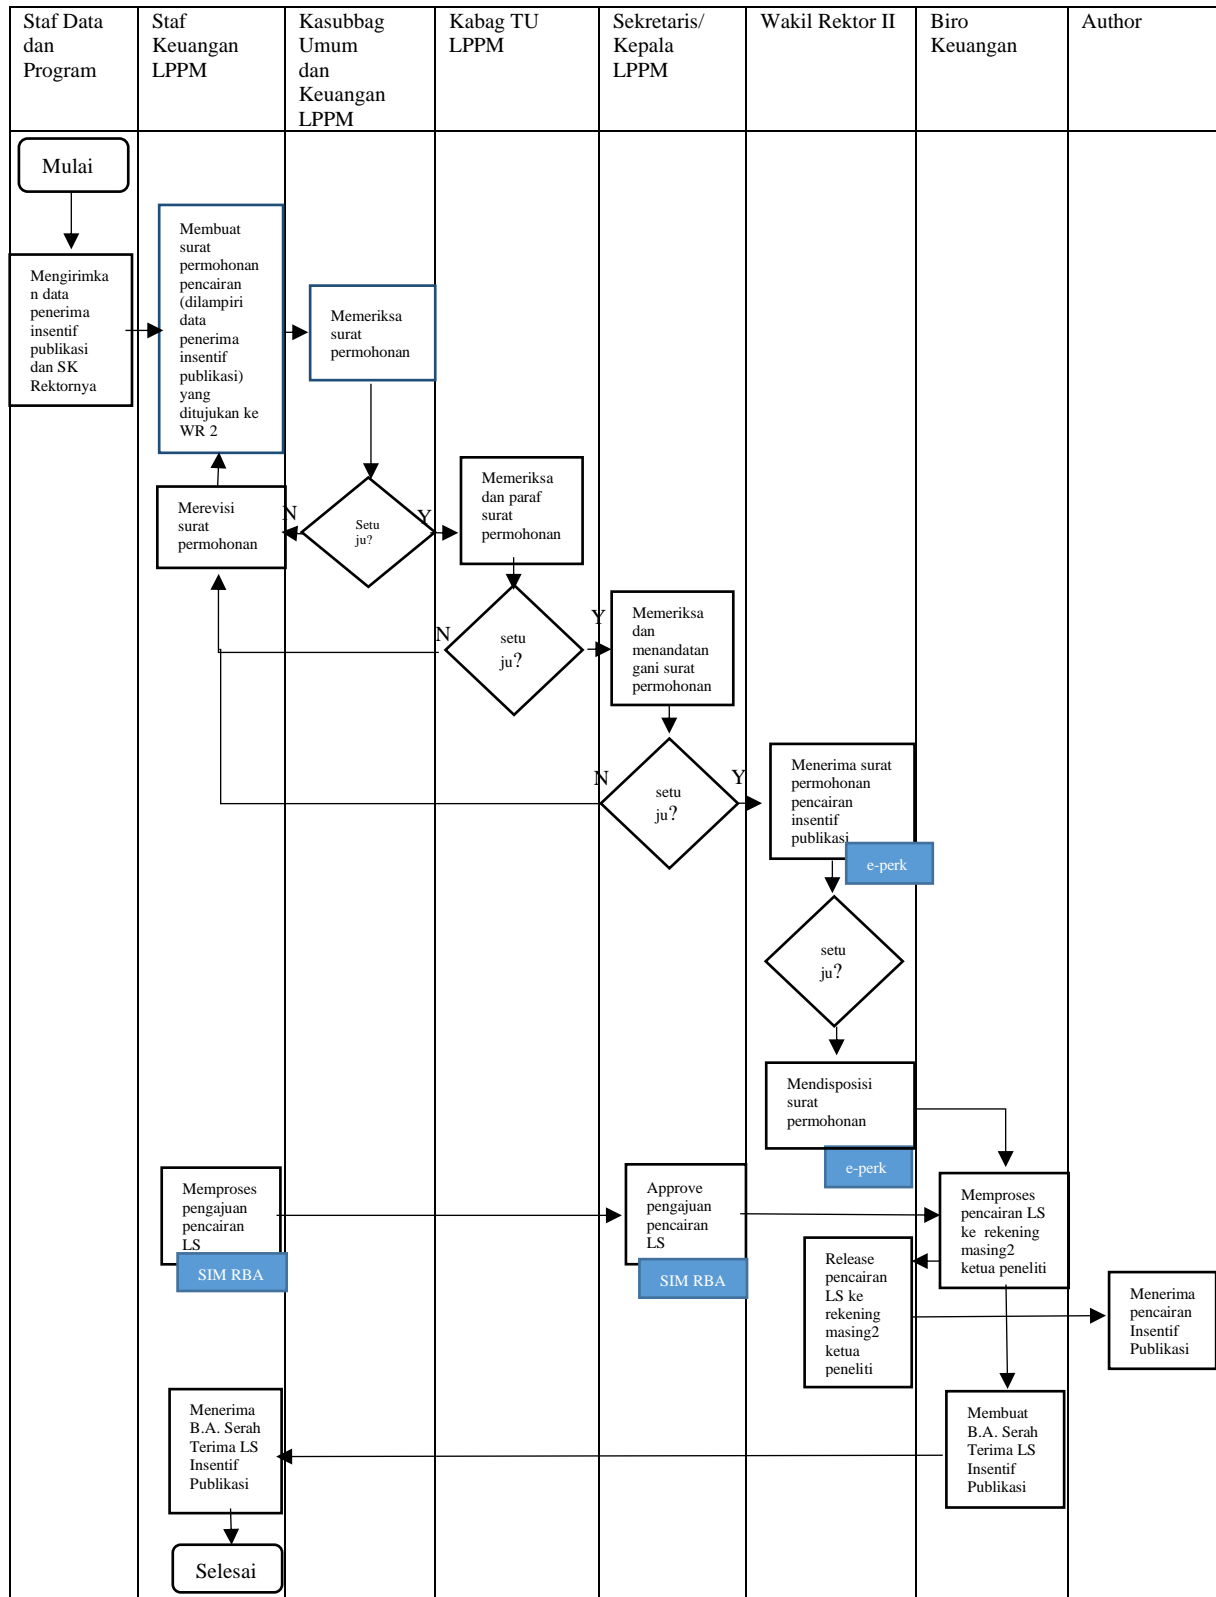 Staf Data
dan
Program
Staf
Keuangan
LPPM
Kasubbag
Umum
dan
Keuangan
LPPM
Kabag TU
LPPM
Sekretaris/
Kepala
LPPM
Wakil Rektor II
Biro
Keuangan
Author
Mulai
Mengirimka
n data
penerima
insentif
publikasi
dan SK
Rektornya
Membuat
surat
permohonan
pencairan
(dilampiri
data
penerima
insentif
publikasi)
yang
ditujukan ke
WR 2
Memeriksa
surat
permohonan
Merevisi
surat
permohonan
N
Setu
ju?
Y
Memeriksa
dan paraf
surat
permohonan
N
setu
ju?
Y
Memeriksa
dan
menandatan
gani surat
permohonan
N
setu
ju?
Y
Menerima surat
permohonan
pencairan
insentif
publikasi
e-perk
setu
ju?
Mendisposisi
surat
permohonan
e-perk
Memproses
pengajuan
pencairan
LS
SIM RBA
Approve
pengajuan
pencairan
LS
SIM RBA
Memproses
pencairan LS
ke rekening
masing2
ketua peneliti
Release
pencairan
LS ke
rekening
masing2
ketua
peneliti
Menerima
pencairan
Insentif
Publikasi
Menerima
B.A. Serah
Terima LS
Insentif
Publikasi
Membuat
B.A. Serah
Terima LS
Insentif
Publikasi
Selesai